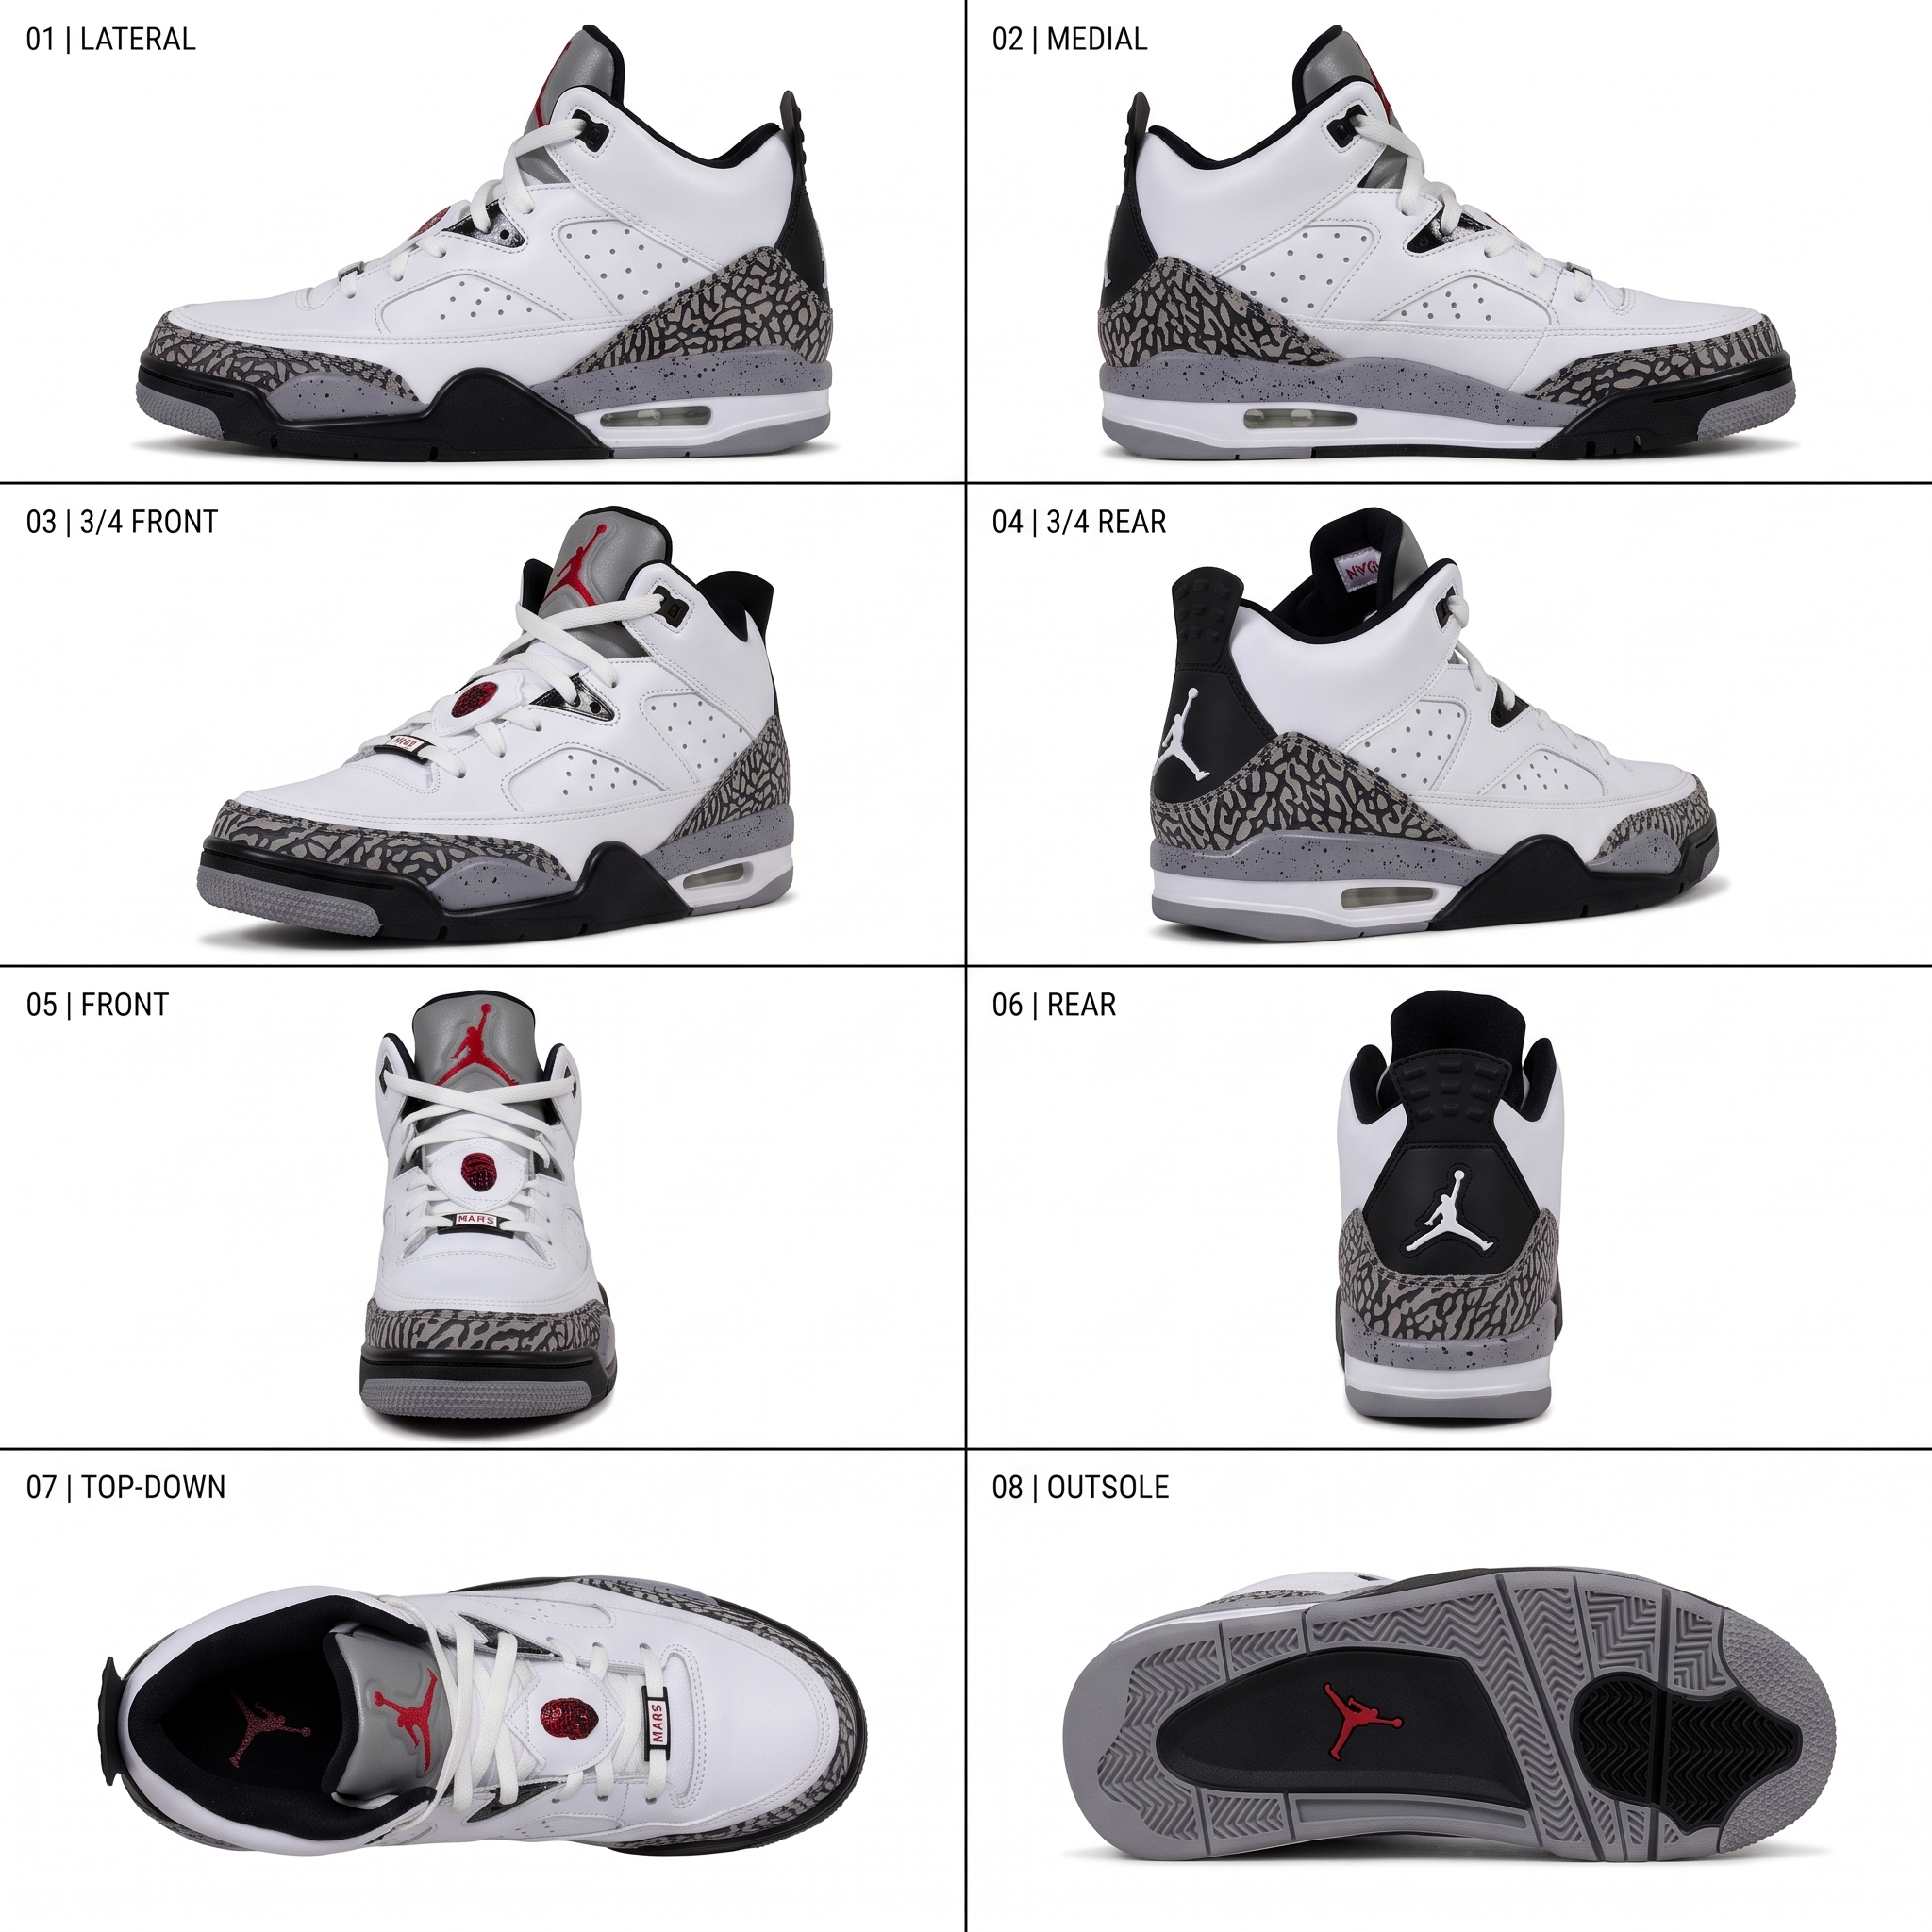 01 | LATERAL
02 | MEDIAL
03 | 3/4 FRONT
04 | 3/4 REAR
05 | FRONT
MARS
06 | REAR
07 | TOP-DOWN
MARS
08 | OUTSOLE